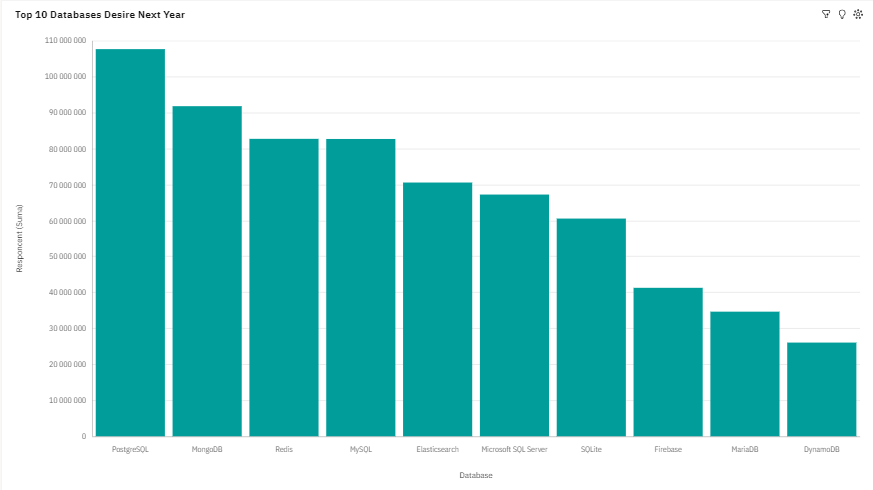 Top 10 Databases Desire Next Year
110 000 000
100 000 000
90 000 000
80 000 000
70 000 000
60 000 000
50 000 000
40 000 000
30 000 000
20 000 000
10 000 000
0
Responcent (Suma)
PostgreSQL MongoDB Redis MySQL Elasticsearch Microsoft SQL Server SQLite Firebase MariaDB DynamoDB
Database